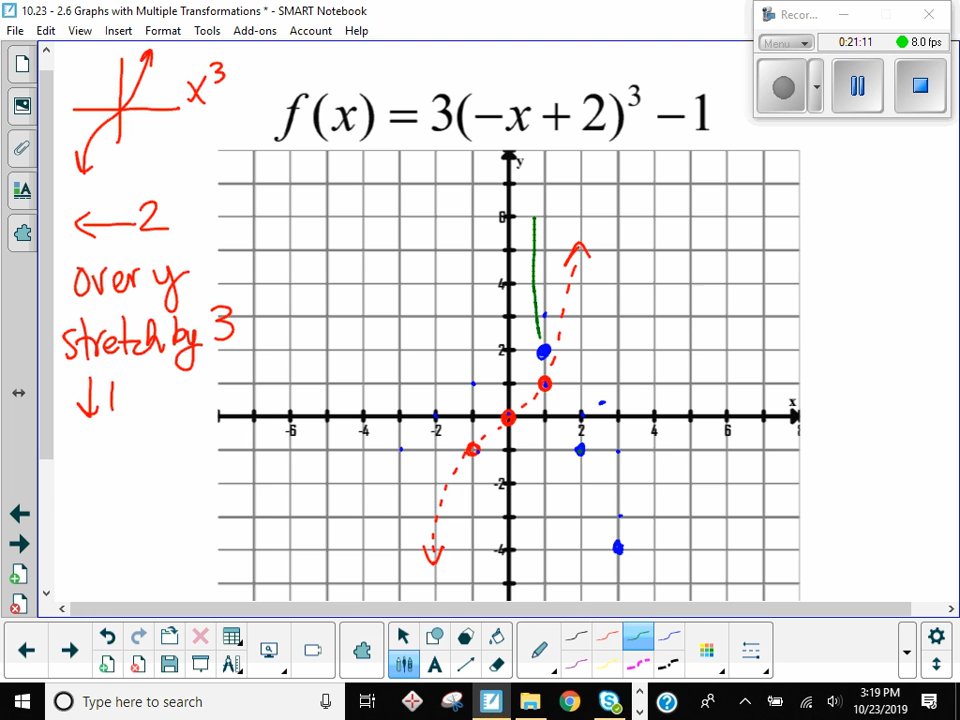 10.23 - 2.6 Graphs with Multiple Transformations * - SMART Notebook
File Edit View Insert Format Tools Add-ons Account Help
Recor...
Menu 0:21:11 8.0 fps
x³
f(x) = 3(−x + 2)³ − 1
←2
over y
stretch by 3
↓1
y
8
4
2
x
-6 -4 -2 2 4 6 8
-2
-4
A
Type here to search
3:19 PM
10/23/2019